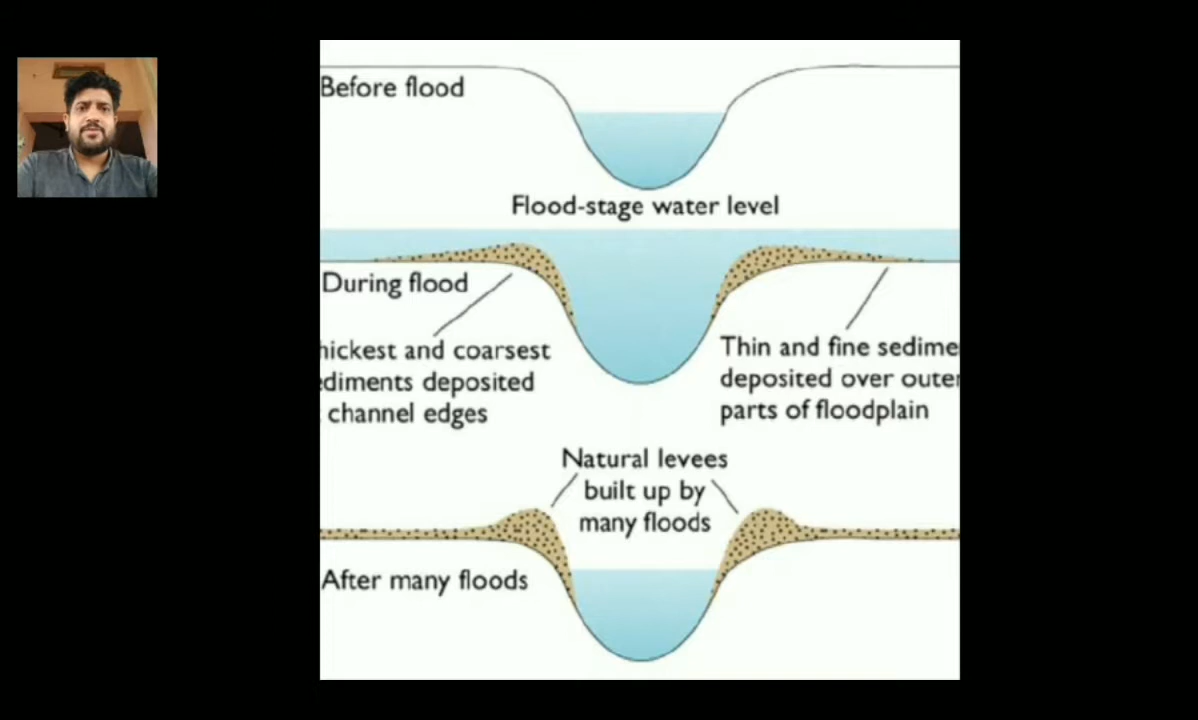 Before flood
Flood-stage water level
During flood
hickest and coarsest
ediments deposited
channel edges
Thin and fine sedime
deposited over outer
parts of floodplain
Natural levees
built up by
many floods
After many floods